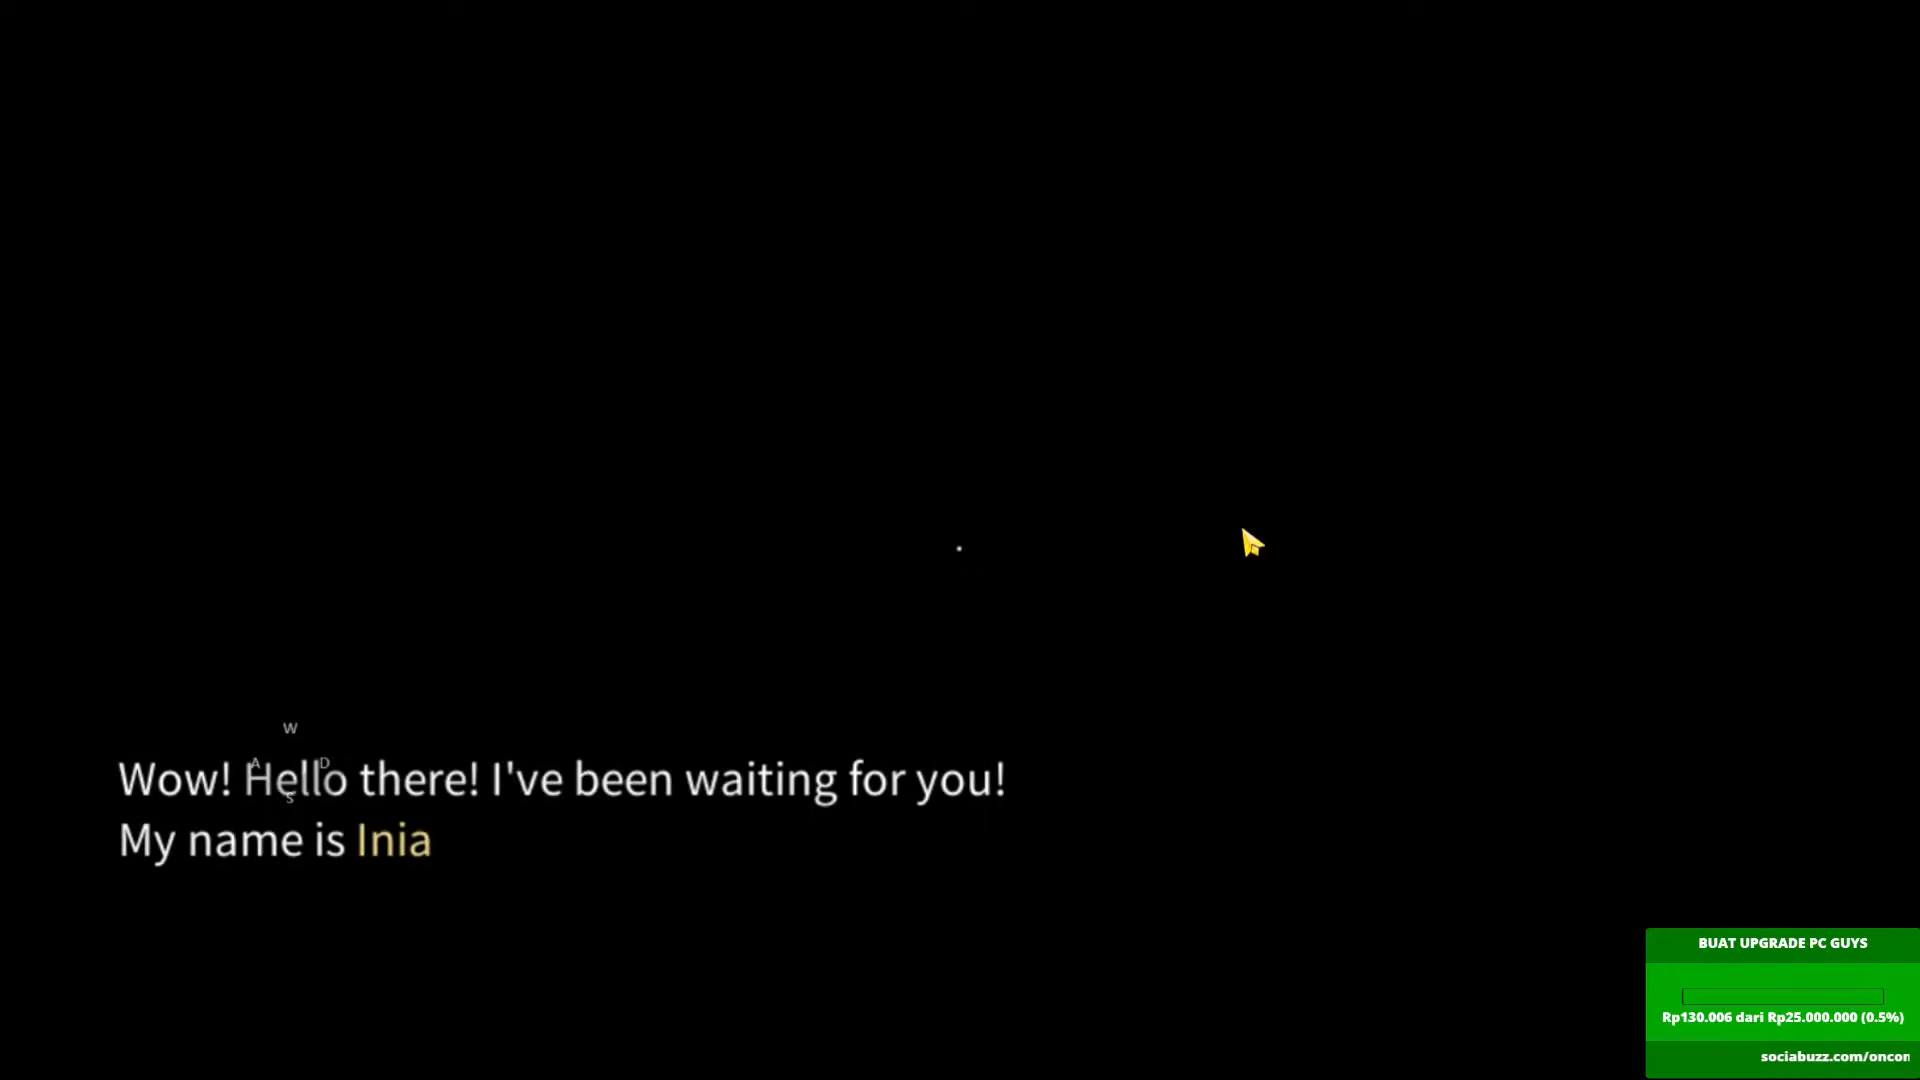 W
A D
S
Wow! Hello there! I've been waiting for you!
My name is Inia
BUAT UPGRADE PC GUYS
Rp130.006 dari Rp25.000.000 (0.5%)
sociabuzz.com/oncor